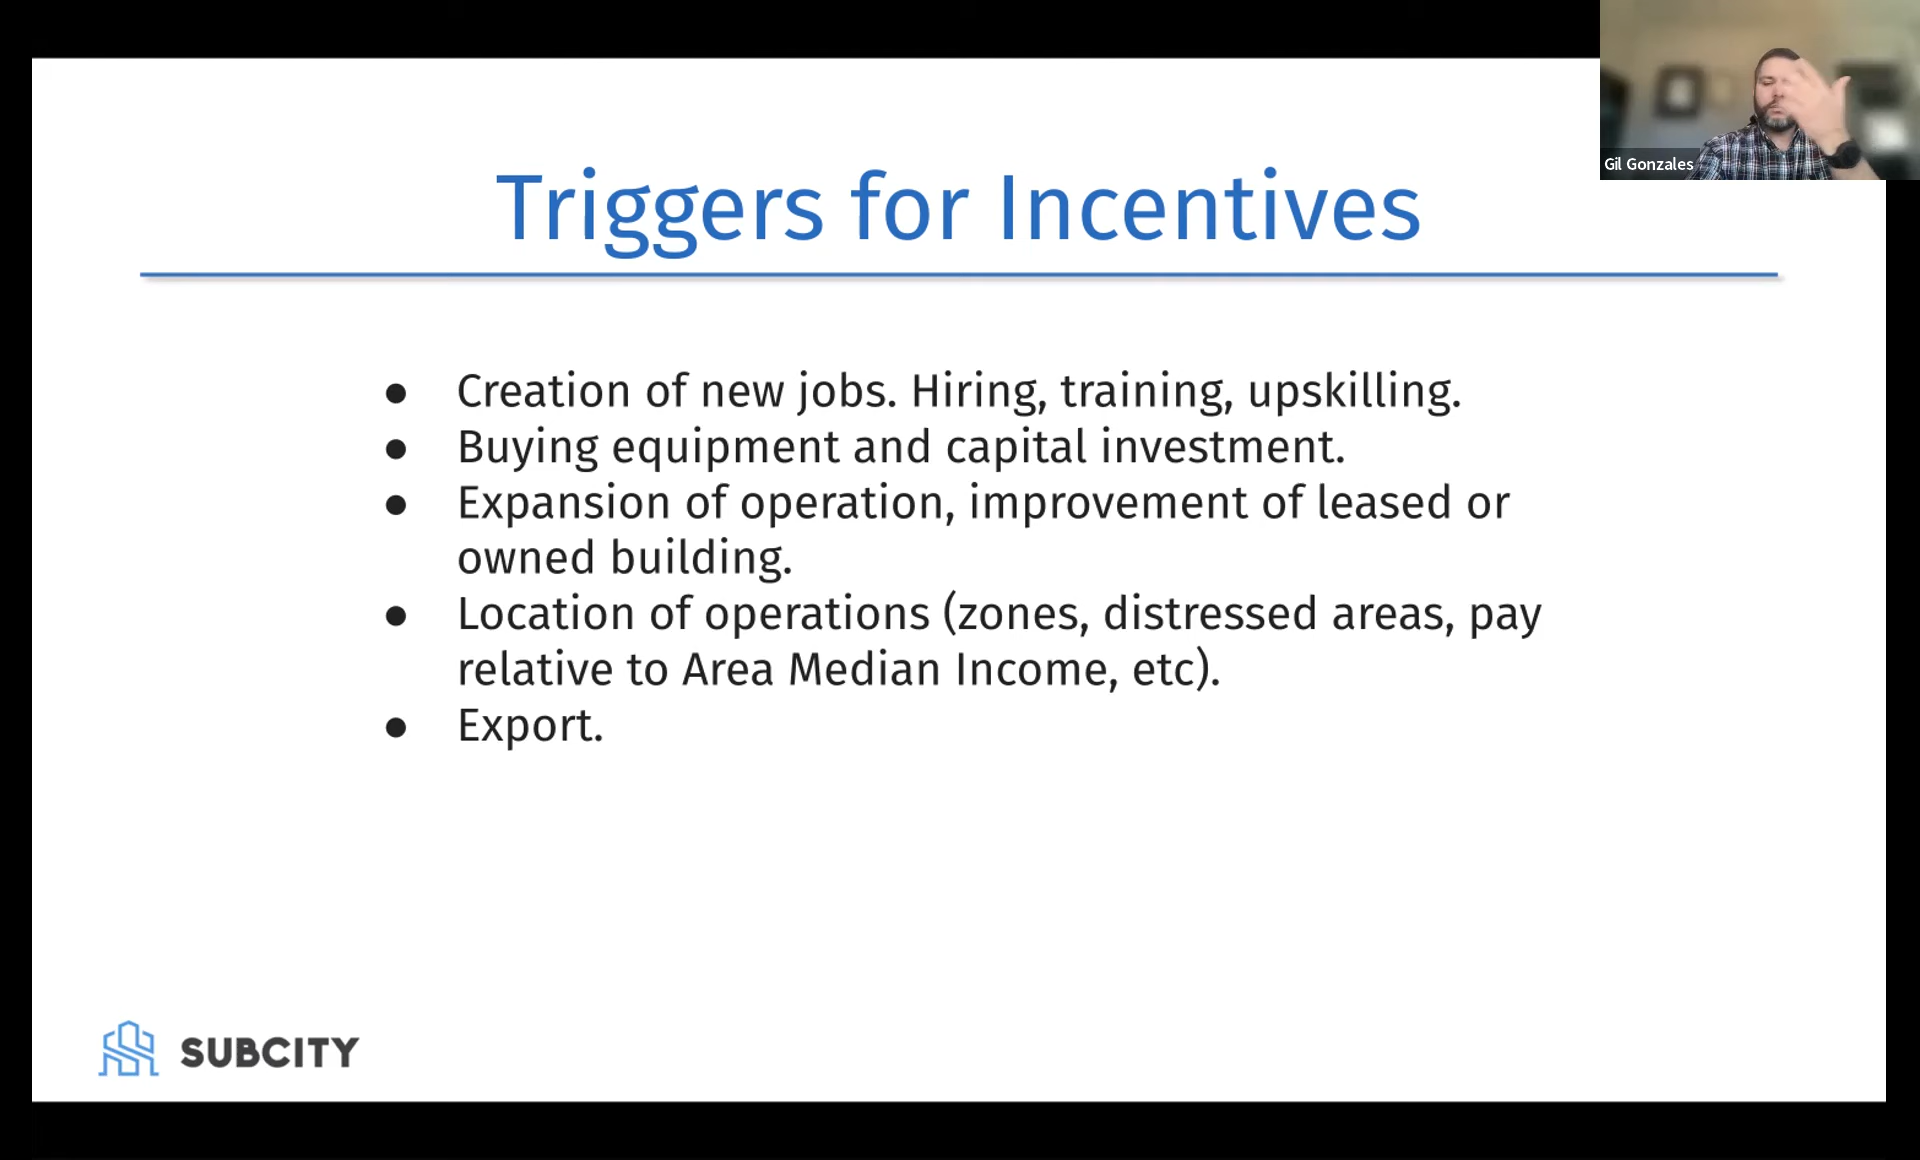 Gil Gonzales
Triggers for Incentives
● Creation of new jobs. Hiring, training, upskilling.
● Buying equipment and capital investment.
● Expansion of operation, improvement of leased or
owned building.
● Location of operations (zones, distressed areas, pay
relative to Area Median Income, etc).
● Export.
SUBCITY